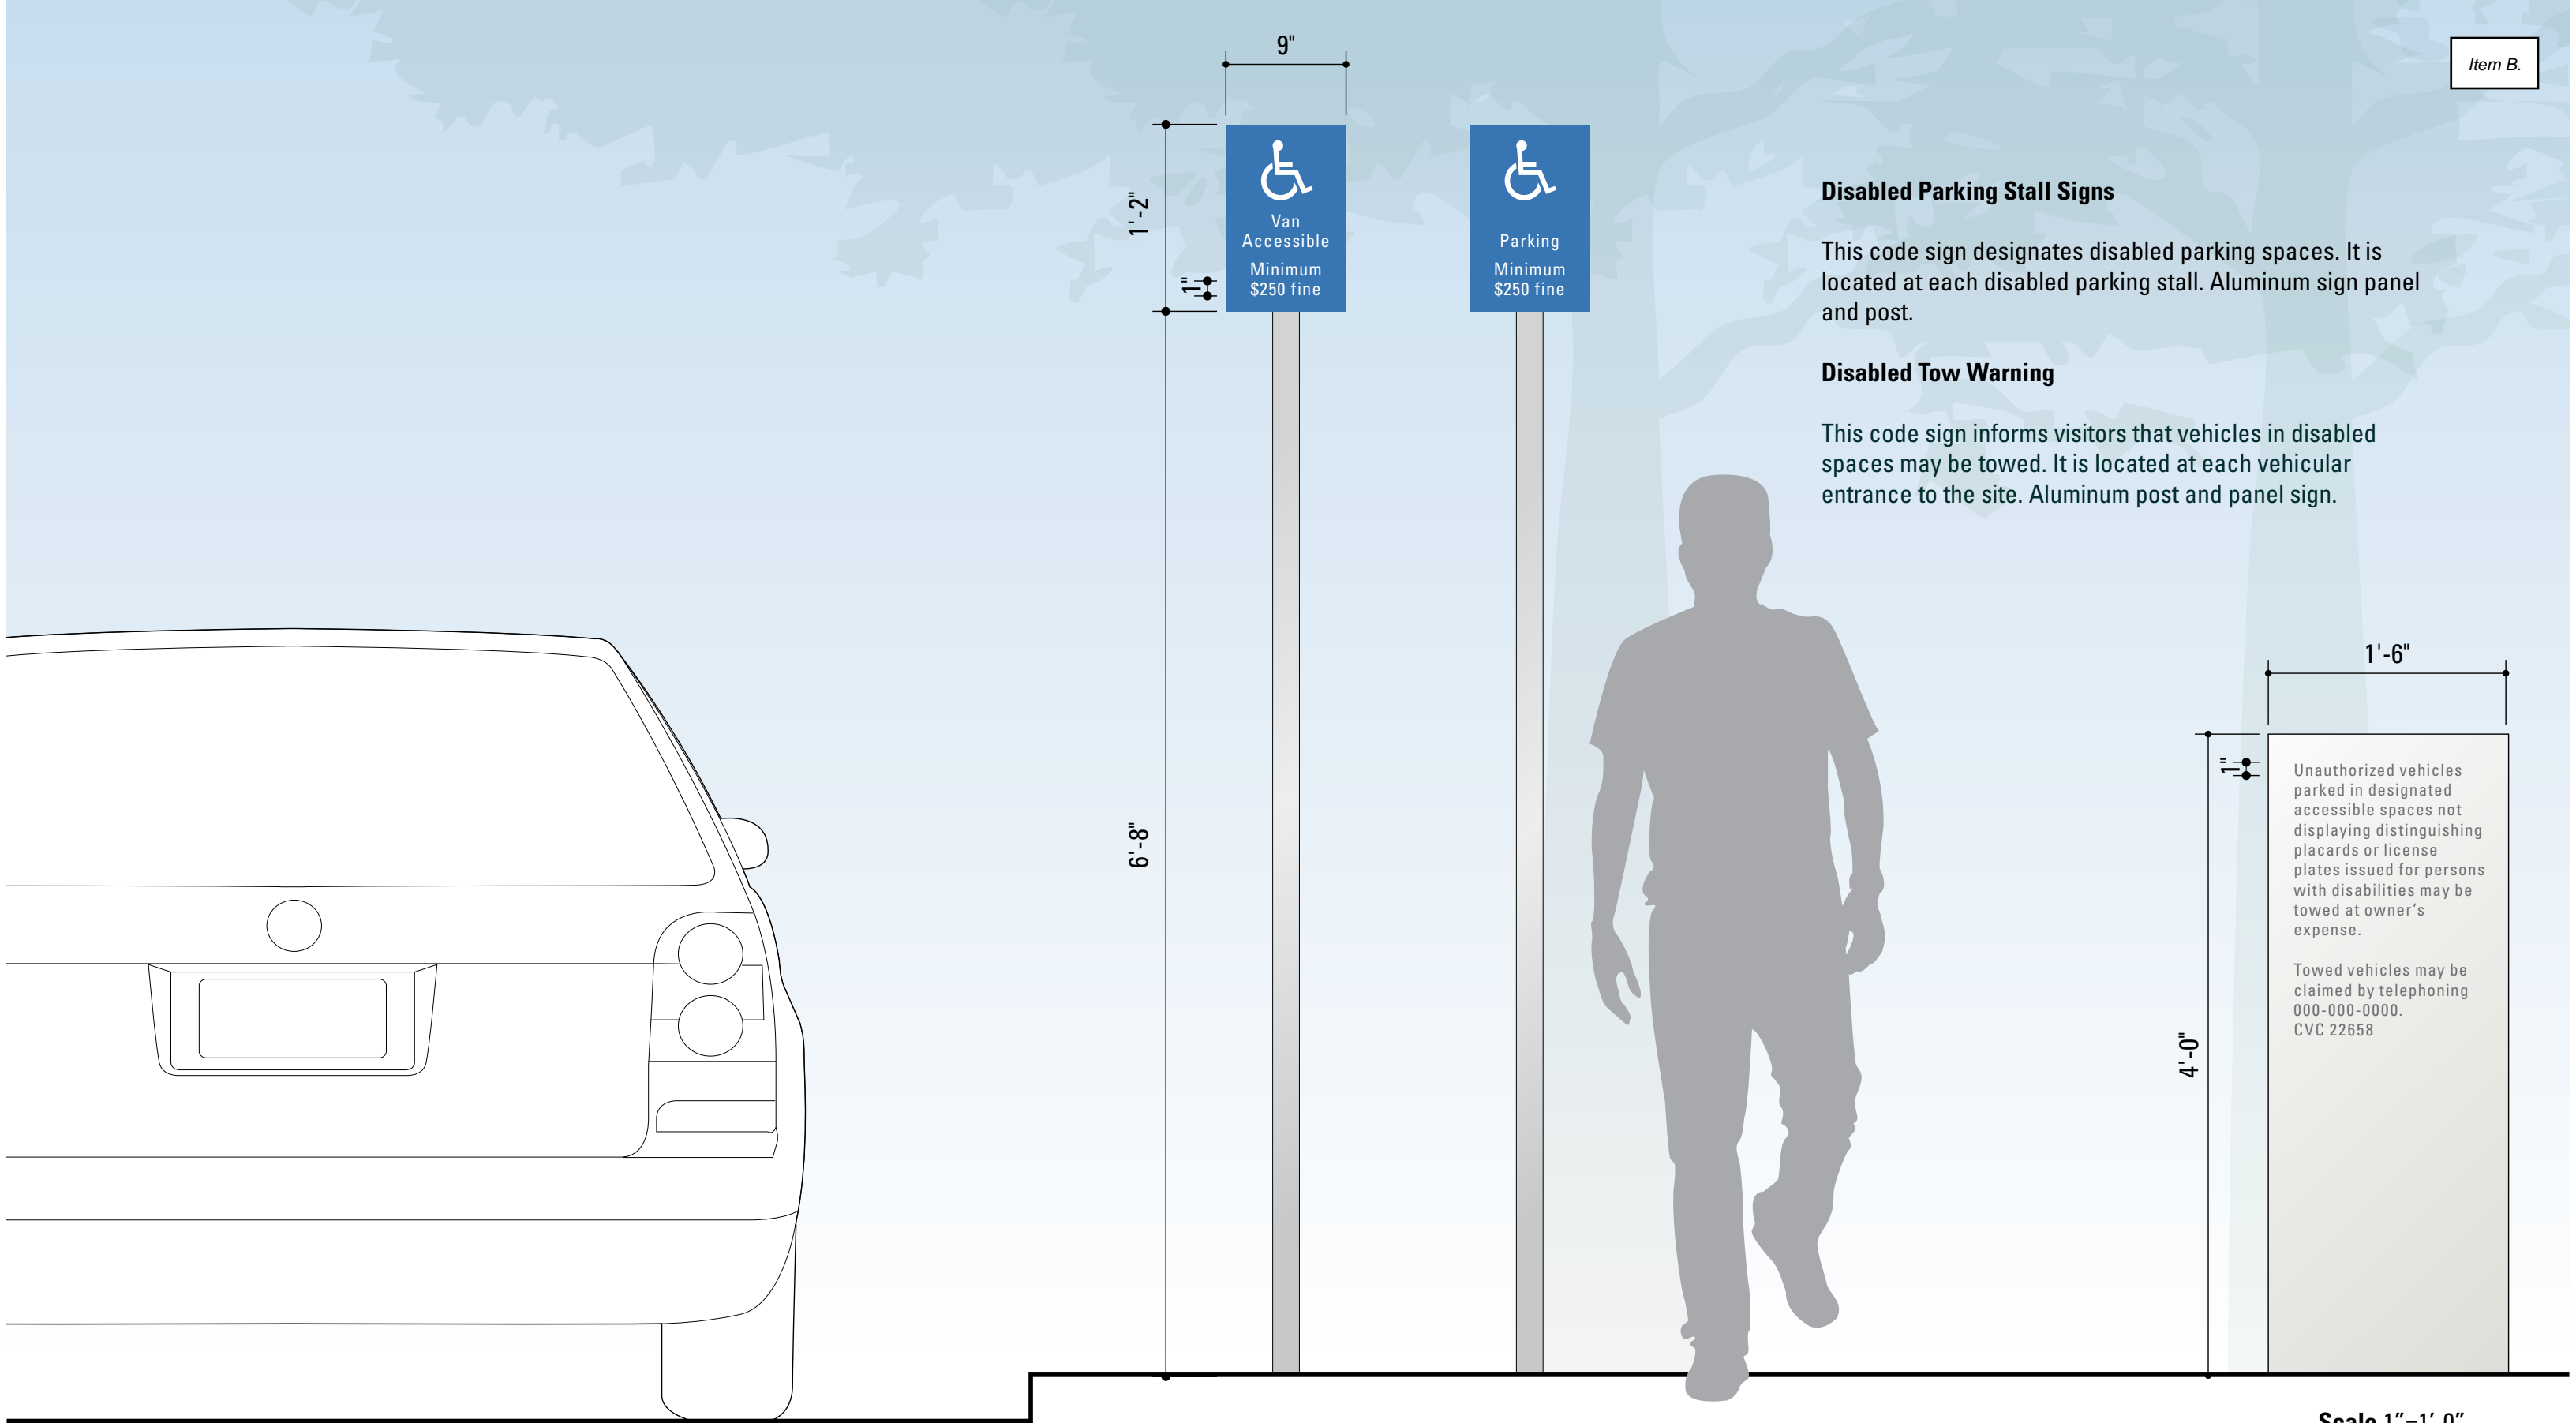 Item B.
9"
1'-2"
1"
6'-8"
Van
Accessible
Minimum
$250 fine
Parking
Minimum
$250 fine
Disabled Parking Stall Signs
This code sign designates disabled parking spaces. It is
located at each disabled parking stall. Aluminum sign panel
and post.
Disabled Tow Warning
This code sign informs visitors that vehicles in disabled
spaces may be towed. It is located at each vehicular
entrance to the site. Aluminum post and panel sign.
1'-6"
1"
4'-0"
Unauthorized vehicles
parked in designated
accessible spaces not
displaying distinguishing
placards or license
plates issued for persons
with disabilities may be
towed at owner's
expense.
Towed vehicles may be
claimed by telephoning
000-000-0000.
CVC 22658
Scale 1"=1'-0"